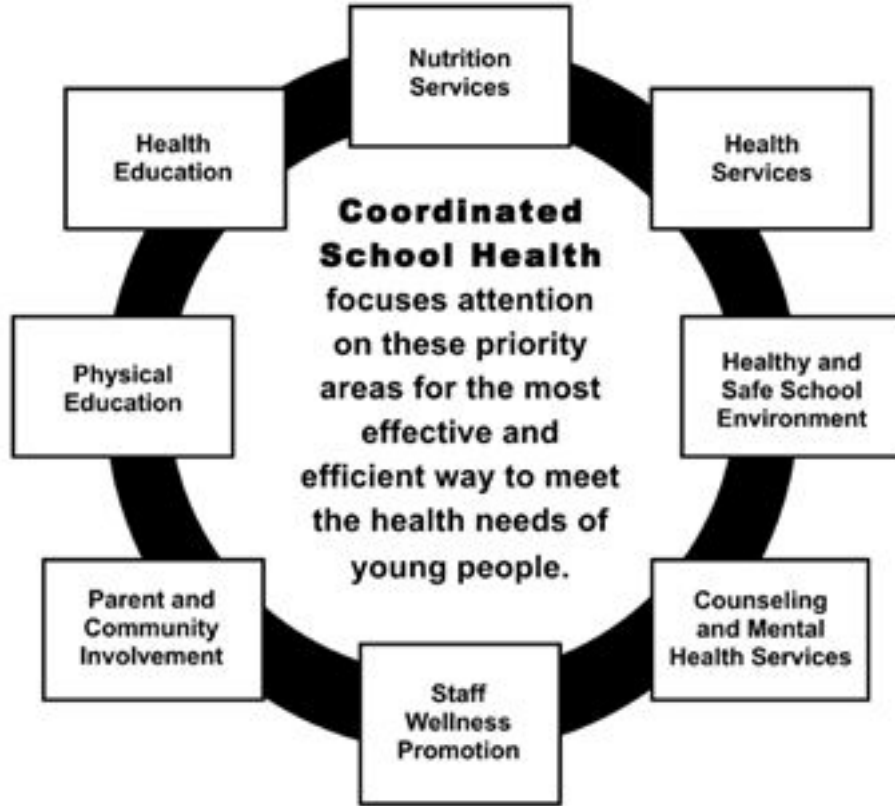 Nutrition
Services
Health
Education
Health
Services
Coordinated
School Health
focuses attention
on these priority
areas for the most
effective and
efficient way to meet
the health needs of
young people.
Physical
Education
Healthy and
Safe School
Environment
Parent and
Community
Involvement
Counseling
and Mental
Health Services
Staff
Wellness
Promotion